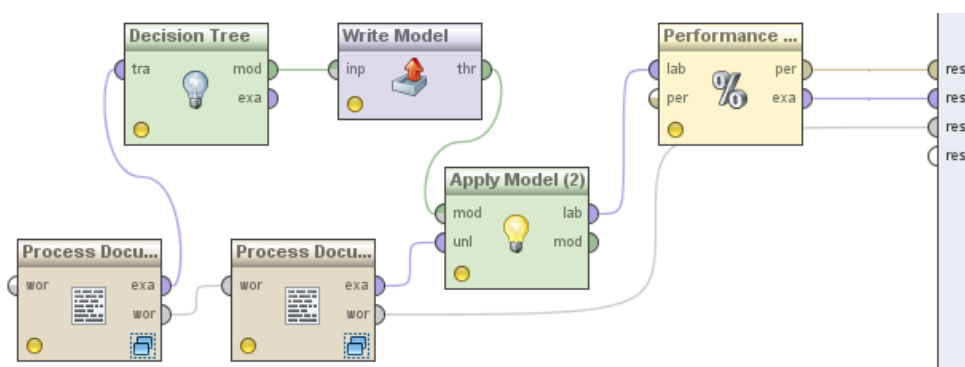 Decision Tree
tra
mod
exa
Write Model
inp
thr
Performance ...
lab
per
per
exa
%
res
res
res
res
Apply Model (2)
mod
unl
lab
mod
Process Docu...
wor
exa
wor
Process Docu...
wor
exa
wor